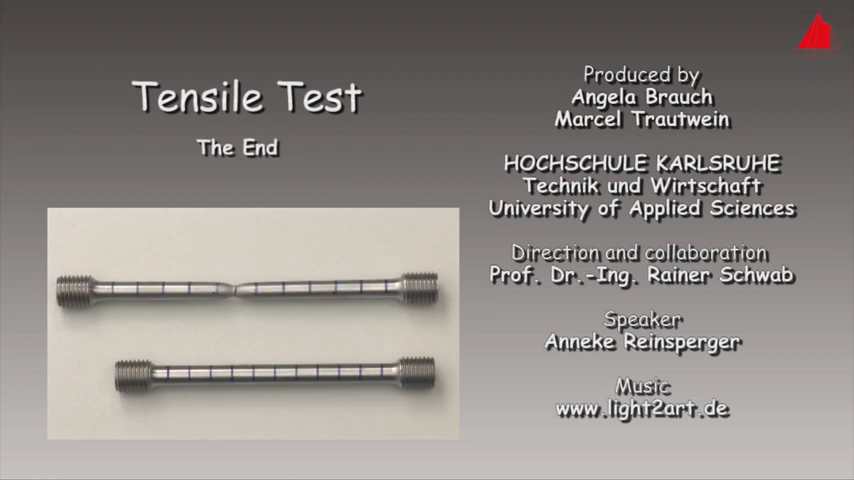 Tensile Test
The End
Produced by
Angela Brauch
Marcel Trautwein
HOCHSCHULE KARLSRUHE
Technik und Wirtschaft
University of Applied Sciences
Direction and collaboration
Prof. Dr.-Ing. Rainer Schwab
Speaker
Anneke Reinsperger
Music
www.light2art.de